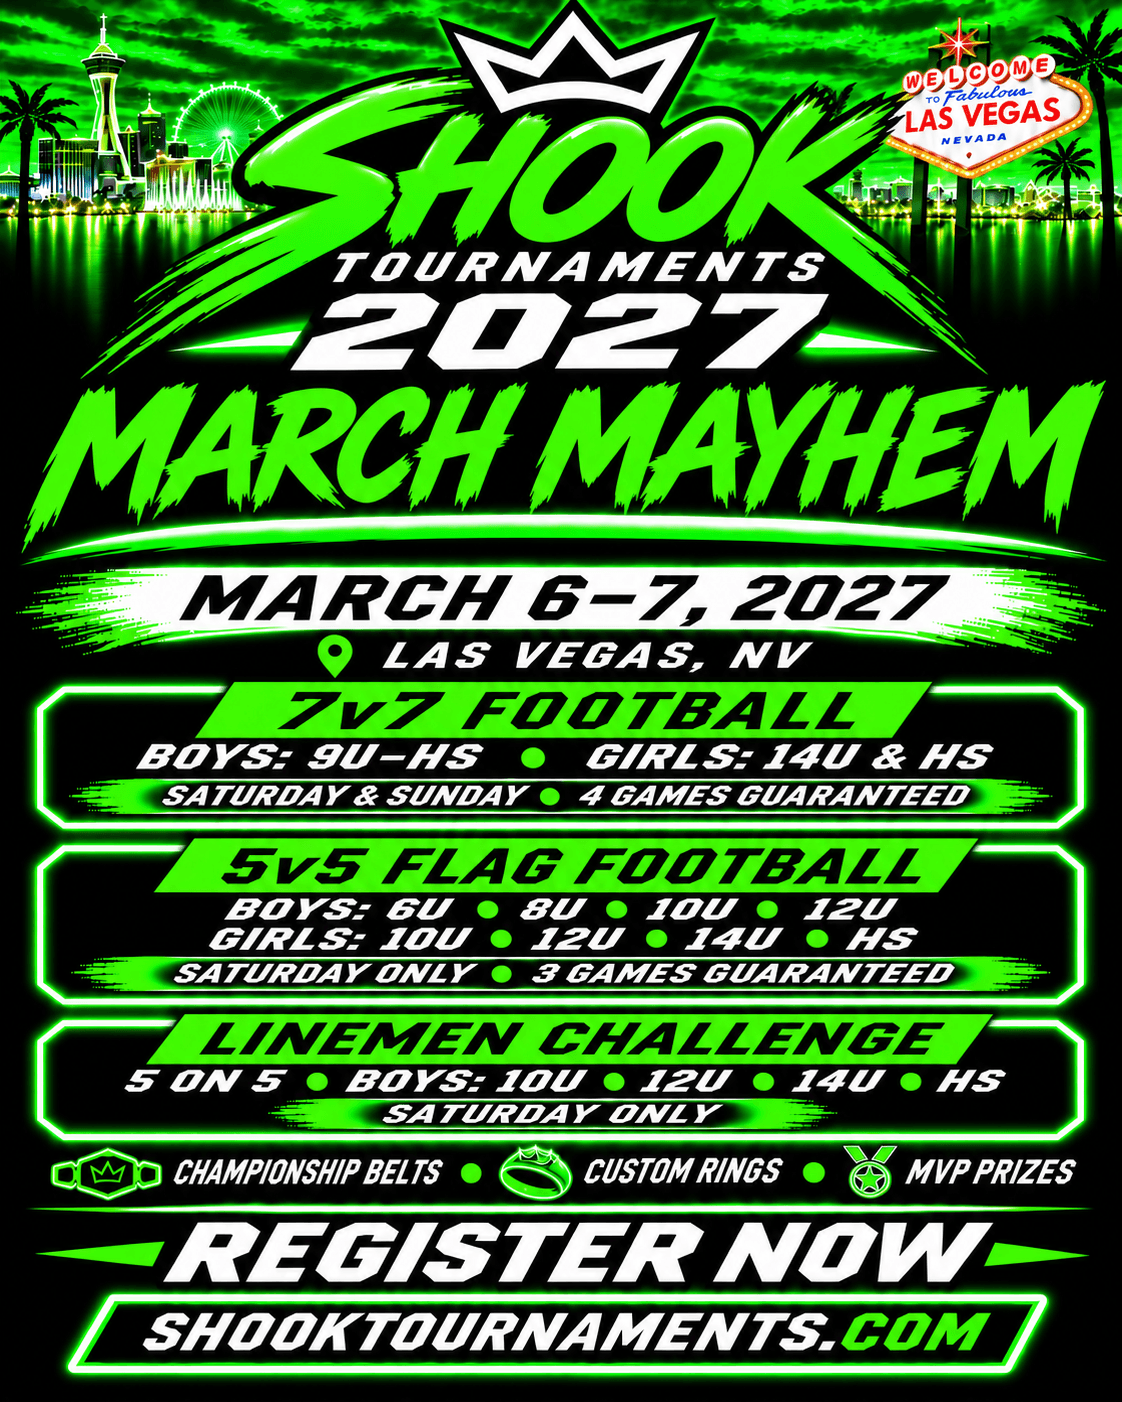 WELCOME
TO Fabulous
LAS VEGAS
NEVADA
SHOOK
TOURNAMENTS
2027
MARCH MAYHEM
MARCH 6–7, 2027
LAS VEGAS, NV
7v7 FOOTBALL
BOYS: 9U–HS • GIRLS: 14U & HS
SATURDAY & SUNDAY • 4 GAMES GUARANTEED
5v5 FLAG FOOTBALL
BOYS: 6U • 8U • 10U • 12U
GIRLS: 10U • 12U • 14U • HS
SATURDAY ONLY • 3 GAMES GUARANTEED
LINEMEN CHALLENGE
5 ON 5 • BOYS: 10U • 12U • 14U • HS
SATURDAY ONLY
CHAMPIONSHIP BELTS • CUSTOM RINGS • MVP PRIZES
REGISTER NOW
SHOOKTOURNAMENTS.COM